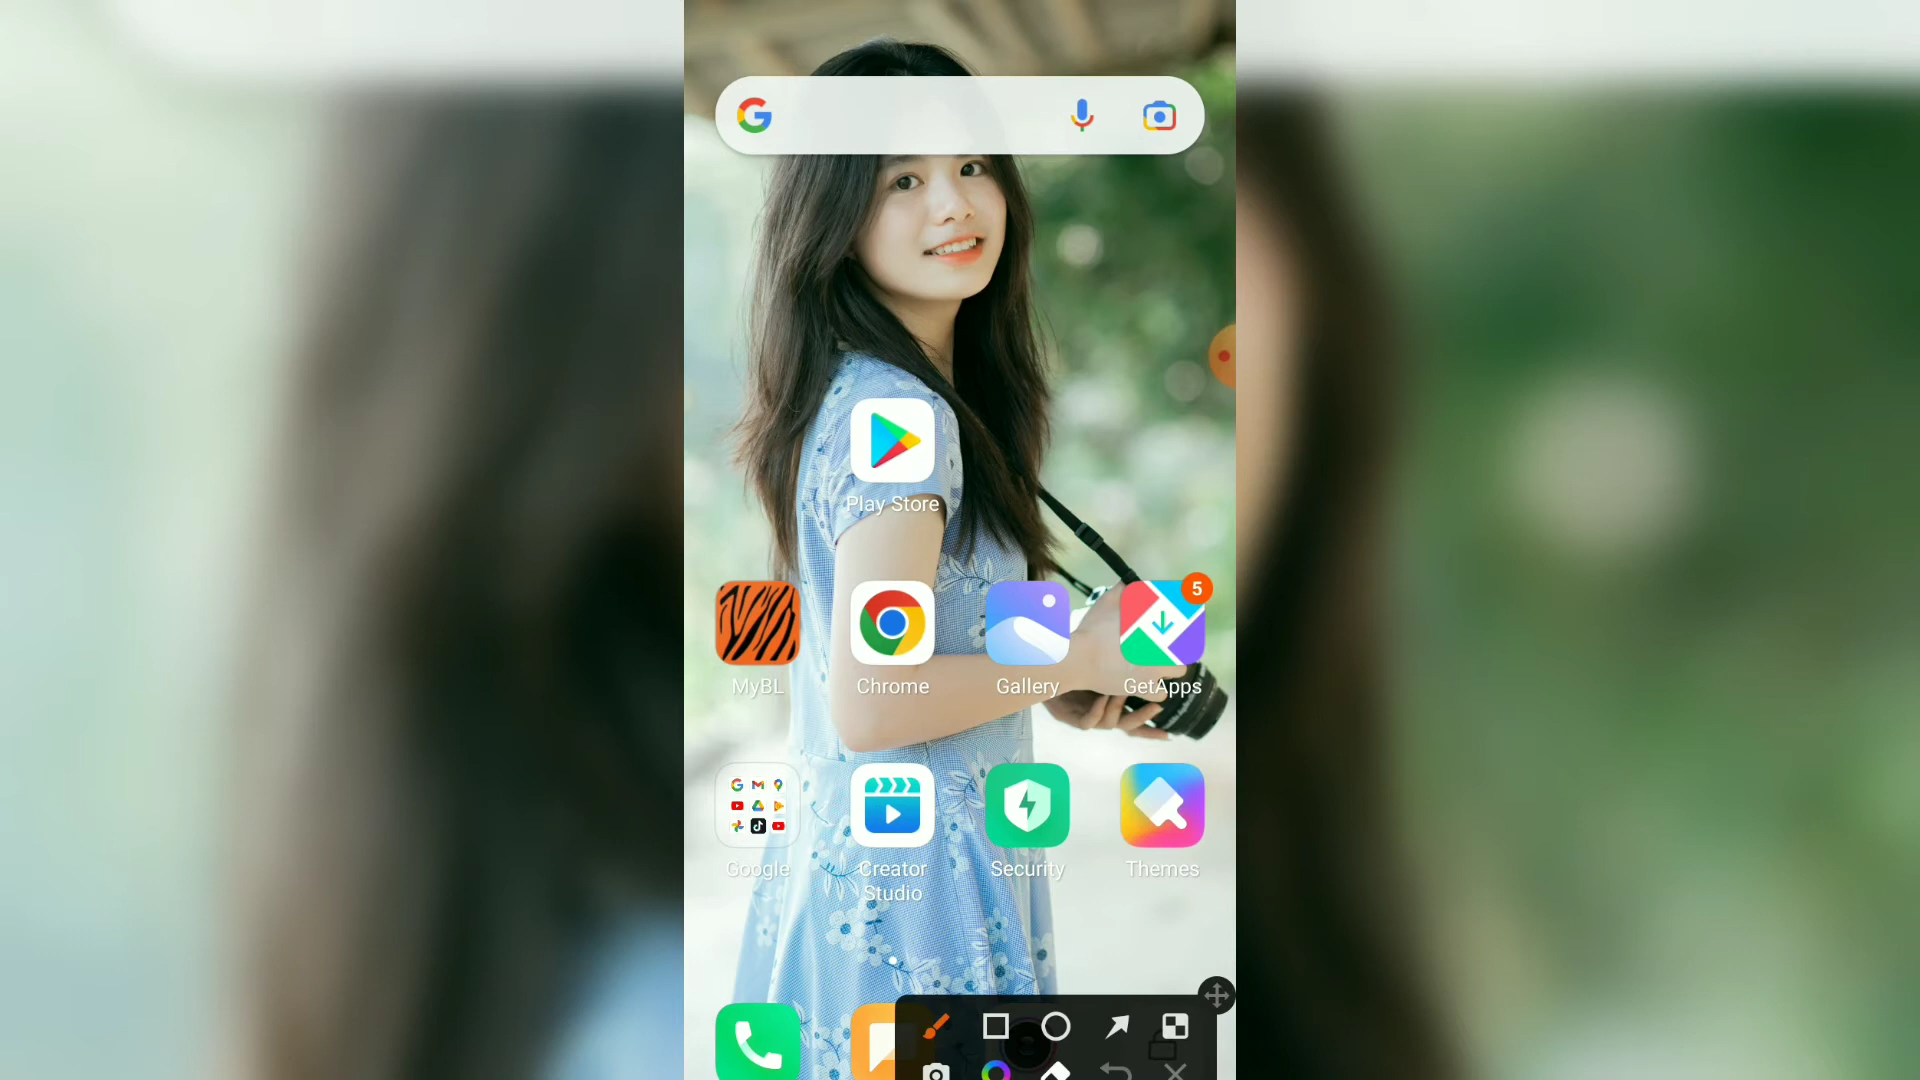 Play Store
5
MyBL
Chrome
Gallery
GetApps
Google
Creator
Studio
Security
Themes